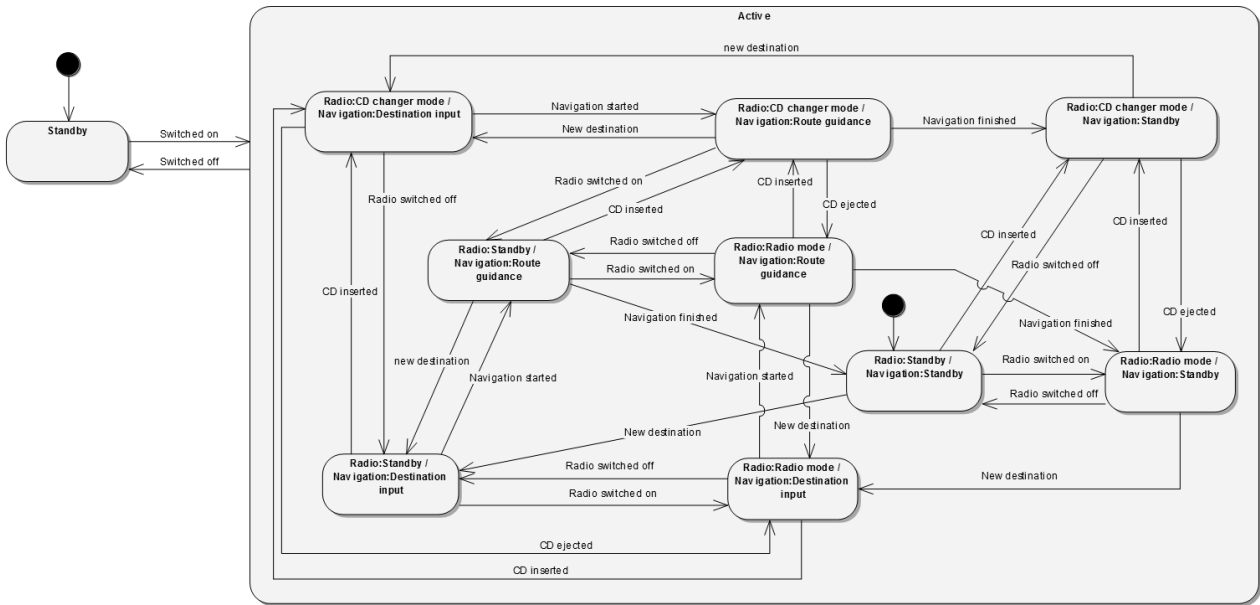 Active
new destination
Radio:CD changer mode /
Navigation:Destination input
Navigation started
New destination
Radio:CD changer mode /
Navigation:Route guidance
Navigation finished
Radio:CD changer mode /
Navigation:Standby
Standby
Switched on
Switched off
Radio switched on
CD inserted
Radio switched off
CD inserted
CD ejected
CD inserted
CD inserted
Radio switched off
Radio:Standby /
Navigation:Route
guidance
Radio switched off
Radio switched on
Radio:Radio mode /
Navigation:Route
guidance
CD inserted
Navigation finished
Navigation finished
CD ejected
new destination
Navigation started
Navigation started
Radio:Standby /
Navigation:Standby
Radio switched on
Radio switched off
Radio:Radio mode /
Navigation:Standby
New destination
New destination
Radio:Standby /
Navigation:Destination
input
Radio switched off
Radio switched on
Radio:Radio mode /
Navigation:Destination
input
New destination
CD ejected
CD inserted